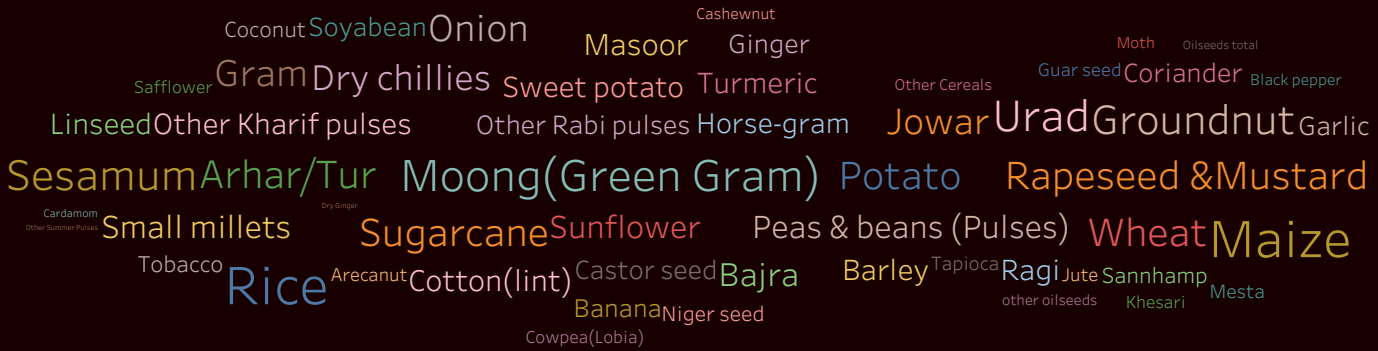 Cashewnut
Coconut Soyabean Onion
Masoor Ginger
Moth Oilseeds total
Gram Dry chillies
Safflower Sweet potato Turmeric
Other Cereals Guar seed Coriander Black pepper
Linseed Other Kharif pulses Other Rabi pulses Horse-gram Jowar Urad Groundnut Garlic
Sesamum Arhar/Tur Moong(Green Gram) Potato Rapeseed &Mustard
Dry Ginger
Cardamom
Other Summer Pulses Small millets Sugarcane Sunflower Peas & beans (Pulses) Wheat Maize
Tobacco Rice Arecanut Cotton(lint) Castor seed Bajra Barley Tapioca Ragi Jute Sannhamp Mesta
other oilseeds Khesari
Banana Niger seed
Cowpea(Lobia)